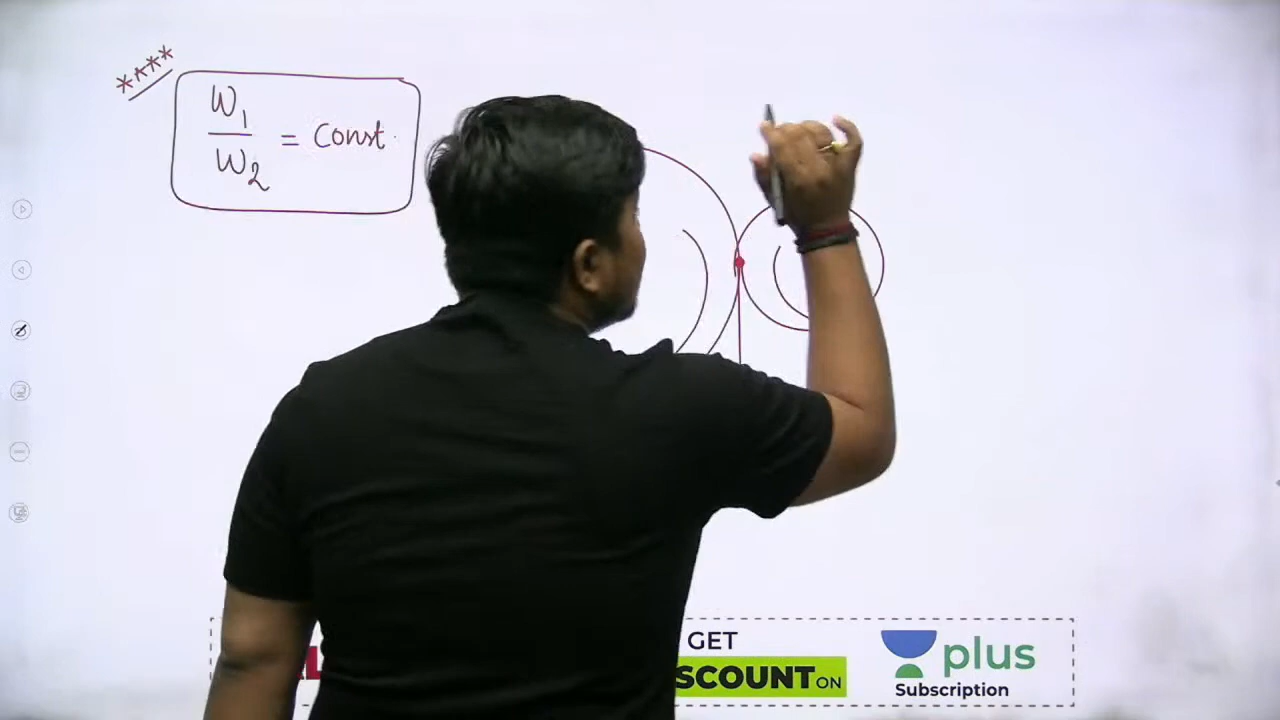 ****
W1
W2
= Const.
L
GET
SCOUNT ON
plus
Subscription